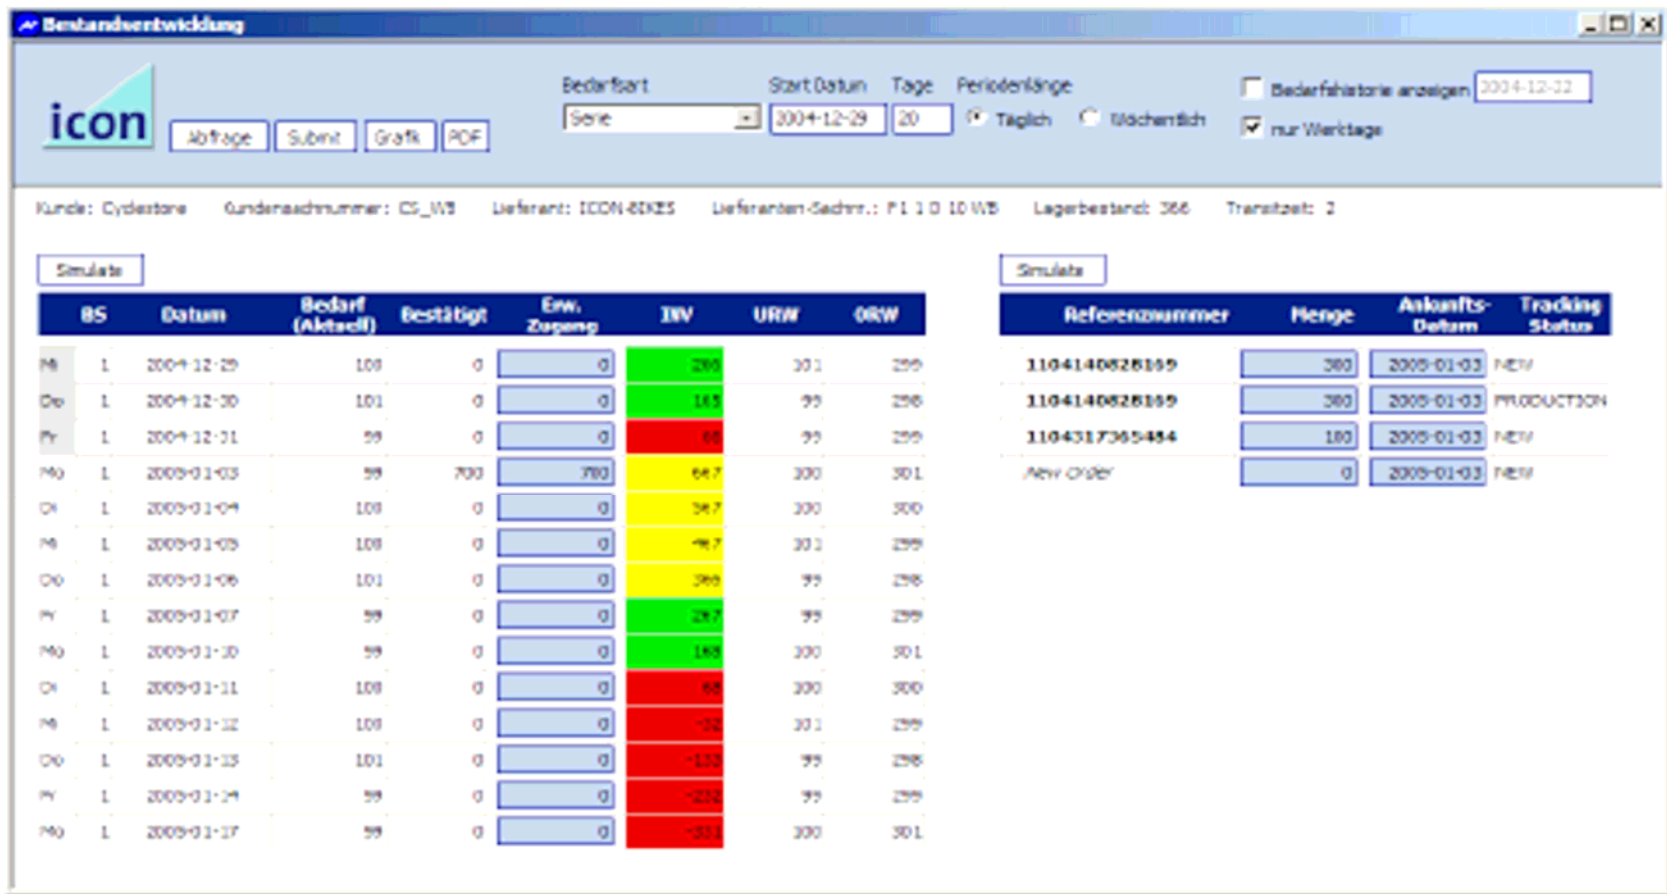 Bestandsentwicklung
icon
Abfrage Submit Grafik PDF
Bedarfsart Start Datum Tage Periodenlänge
Serie 2004-12-29 20 Täglich Wöchentlich
Bedarfshistorie anzeigen 2004-12-22
nur Werktage
Kunde: Cyclestore Kundensachnummer: CS_WB Lieferant: ICON-BIKES Lieferanten-Sachnr.: P1 1 0 10 WB Lagerbestand: 366 Transitzeit: 2
Simulate
BS Datum Bedarf (Aktuell) Bestätigt Erw. Zugang INV URW ORW
Mi 1 2004-12-29 100 0 0 101 299
Do 1 2004-12-30 101 0 0 165 99 298
Fr 1 2004-12-31 99 0 0 99 299
Mo 1 2005-01-03 99 700 700 667 100 301
Di 1 2005-01-04 100 0 0 567 100 300
Mi 1 2005-01-05 100 0 0 467 101 299
Do 1 2005-01-06 101 0 0 366 99 298
Fr 1 2005-01-07 99 0 0 267 99 299
Mo 1 2005-01-10 99 0 0 168 100 301
Di 1 2005-01-11 100 0 0 68 100 300
Mi 1 2005-01-12 100 0 0 -32 101 299
Do 1 2005-01-13 101 0 0 -133 99 298
Fr 1 2005-01-14 99 0 0 -232 99 299
Mo 1 2005-01-17 99 0 0 -331 100 301
Simulate
Referenznummer Menge Ankunfts-Datum Tracking Status
1104140828169 300 2005-01-03 NEW
1104140828169 300 2005-01-03 PRODUCTION
1104317365484 100 2005-01-03 NEW
New Order 0 2005-01-03 NEW